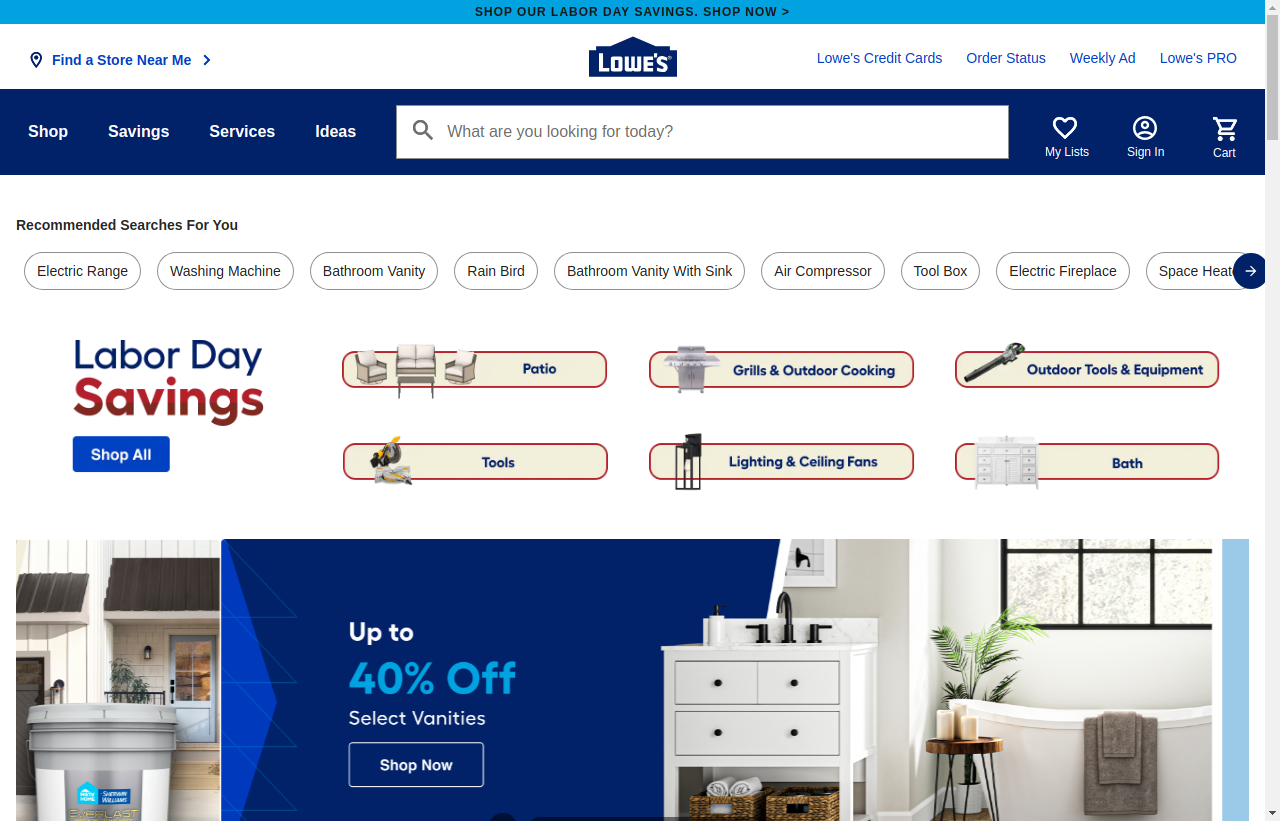 SHOP OUR LABOR DAY SAVINGS. SHOP NOW >
Find a Store Near Me
LOWE'S
Lowe's Credit Cards
Order Status
Weekly Ad
Lowe's PRO
Shop
Savings
Services
Ideas
What are you looking for today?
My Lists
Sign In
Cart
Recommended Searches For You
Electric Range
Washing Machine
Bathroom Vanity
Rain Bird
Bathroom Vanity With Sink
Air Compressor
Tool Box
Electric Fireplace
Space Heat
Labor Day
Savings
Shop All
Patio
Grills & Outdoor Cooking
Outdoor Tools & Equipment
Tools
Lighting & Ceiling Fans
Bath
Up to
40% Off
Select Vanities
Shop Now
SHERWIN
WILLIAMS
EVERLAST